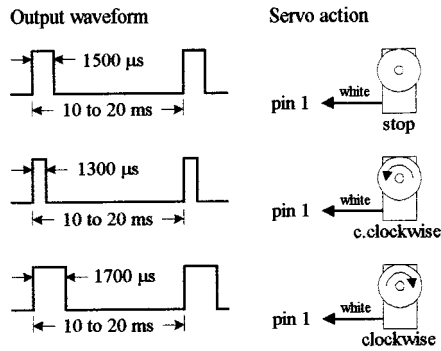 Output waveform
Servo action
1500 µs
10 to 20 ms
pin 1
white
stop
1300 µs
10 to 20 ms
pin 1
white
c.clockwise
1700 µs
10 to 20 ms
pin 1
white
clockwise